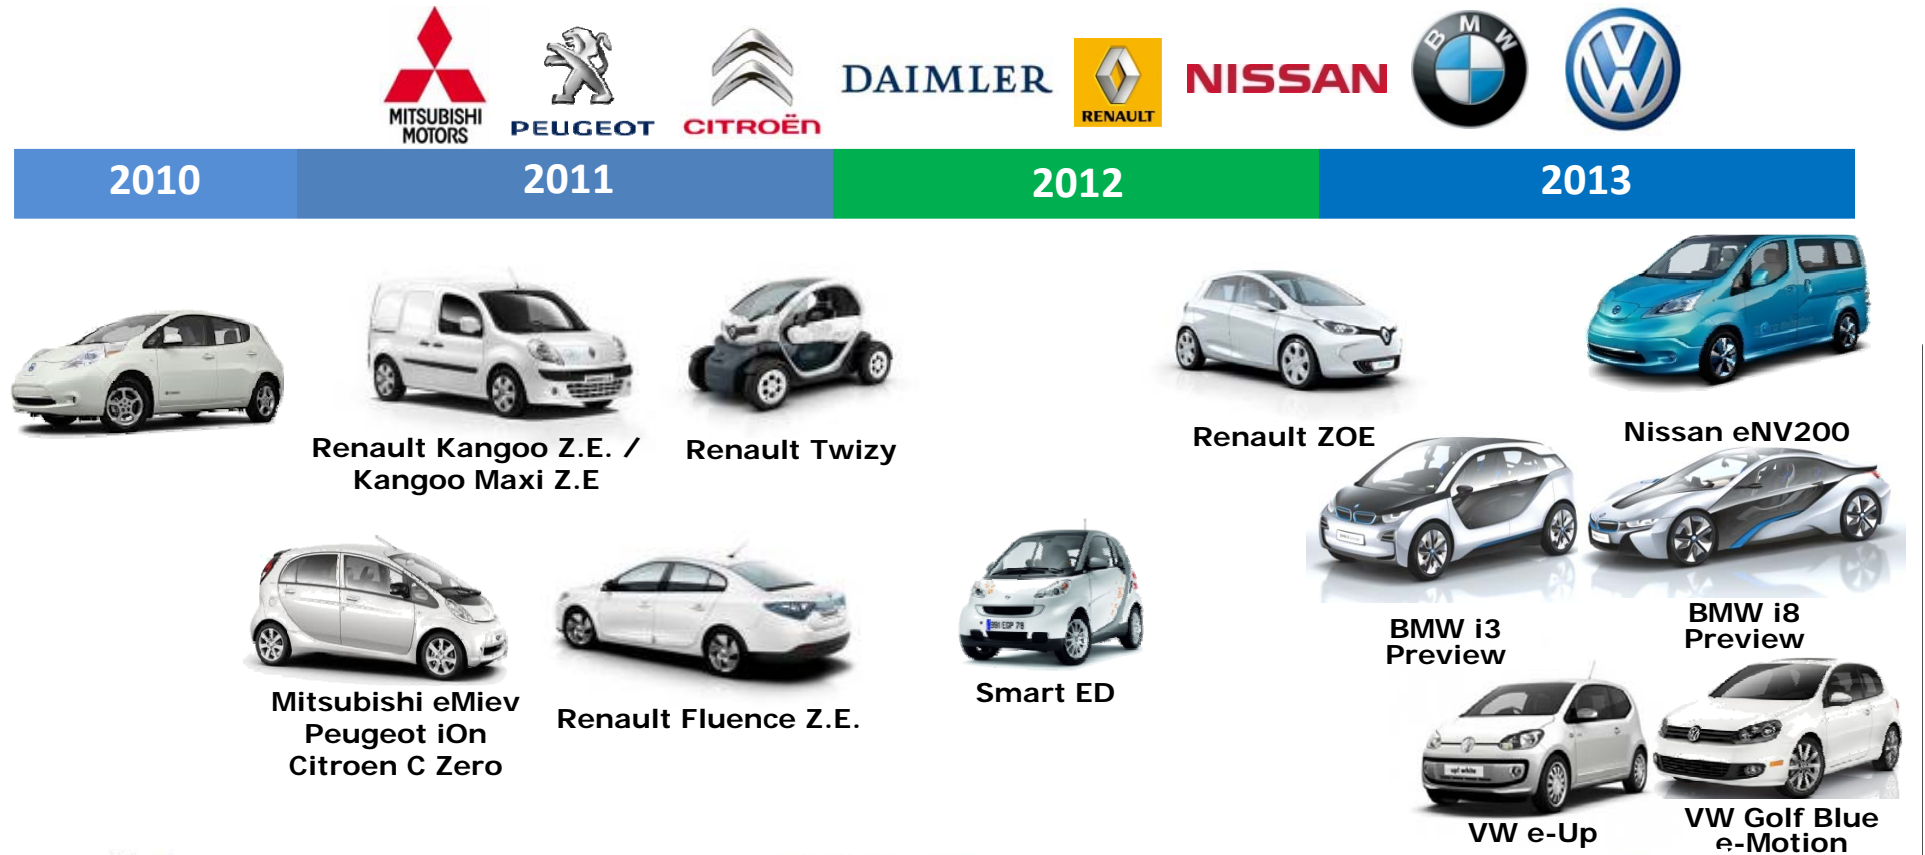 MITSUBISHI
MOTORS
PEUGEOT
CITROËN
DAIMLER
RENAULT
NISSAN
BMW
2010
2011
2012
2013
Renault Kangoo Z.E. /
Kangoo Maxi Z.E
Renault Twizy
Renault ZOE
Nissan eNV200
Mitsubishi eMiev
Peugeot iOn
Citroen C Zero
Renault Fluence Z.E.
Smart ED
BMW i3
Preview
BMW i8
Preview
up! white
VW e-Up
VW Golf Blue
e-Motion